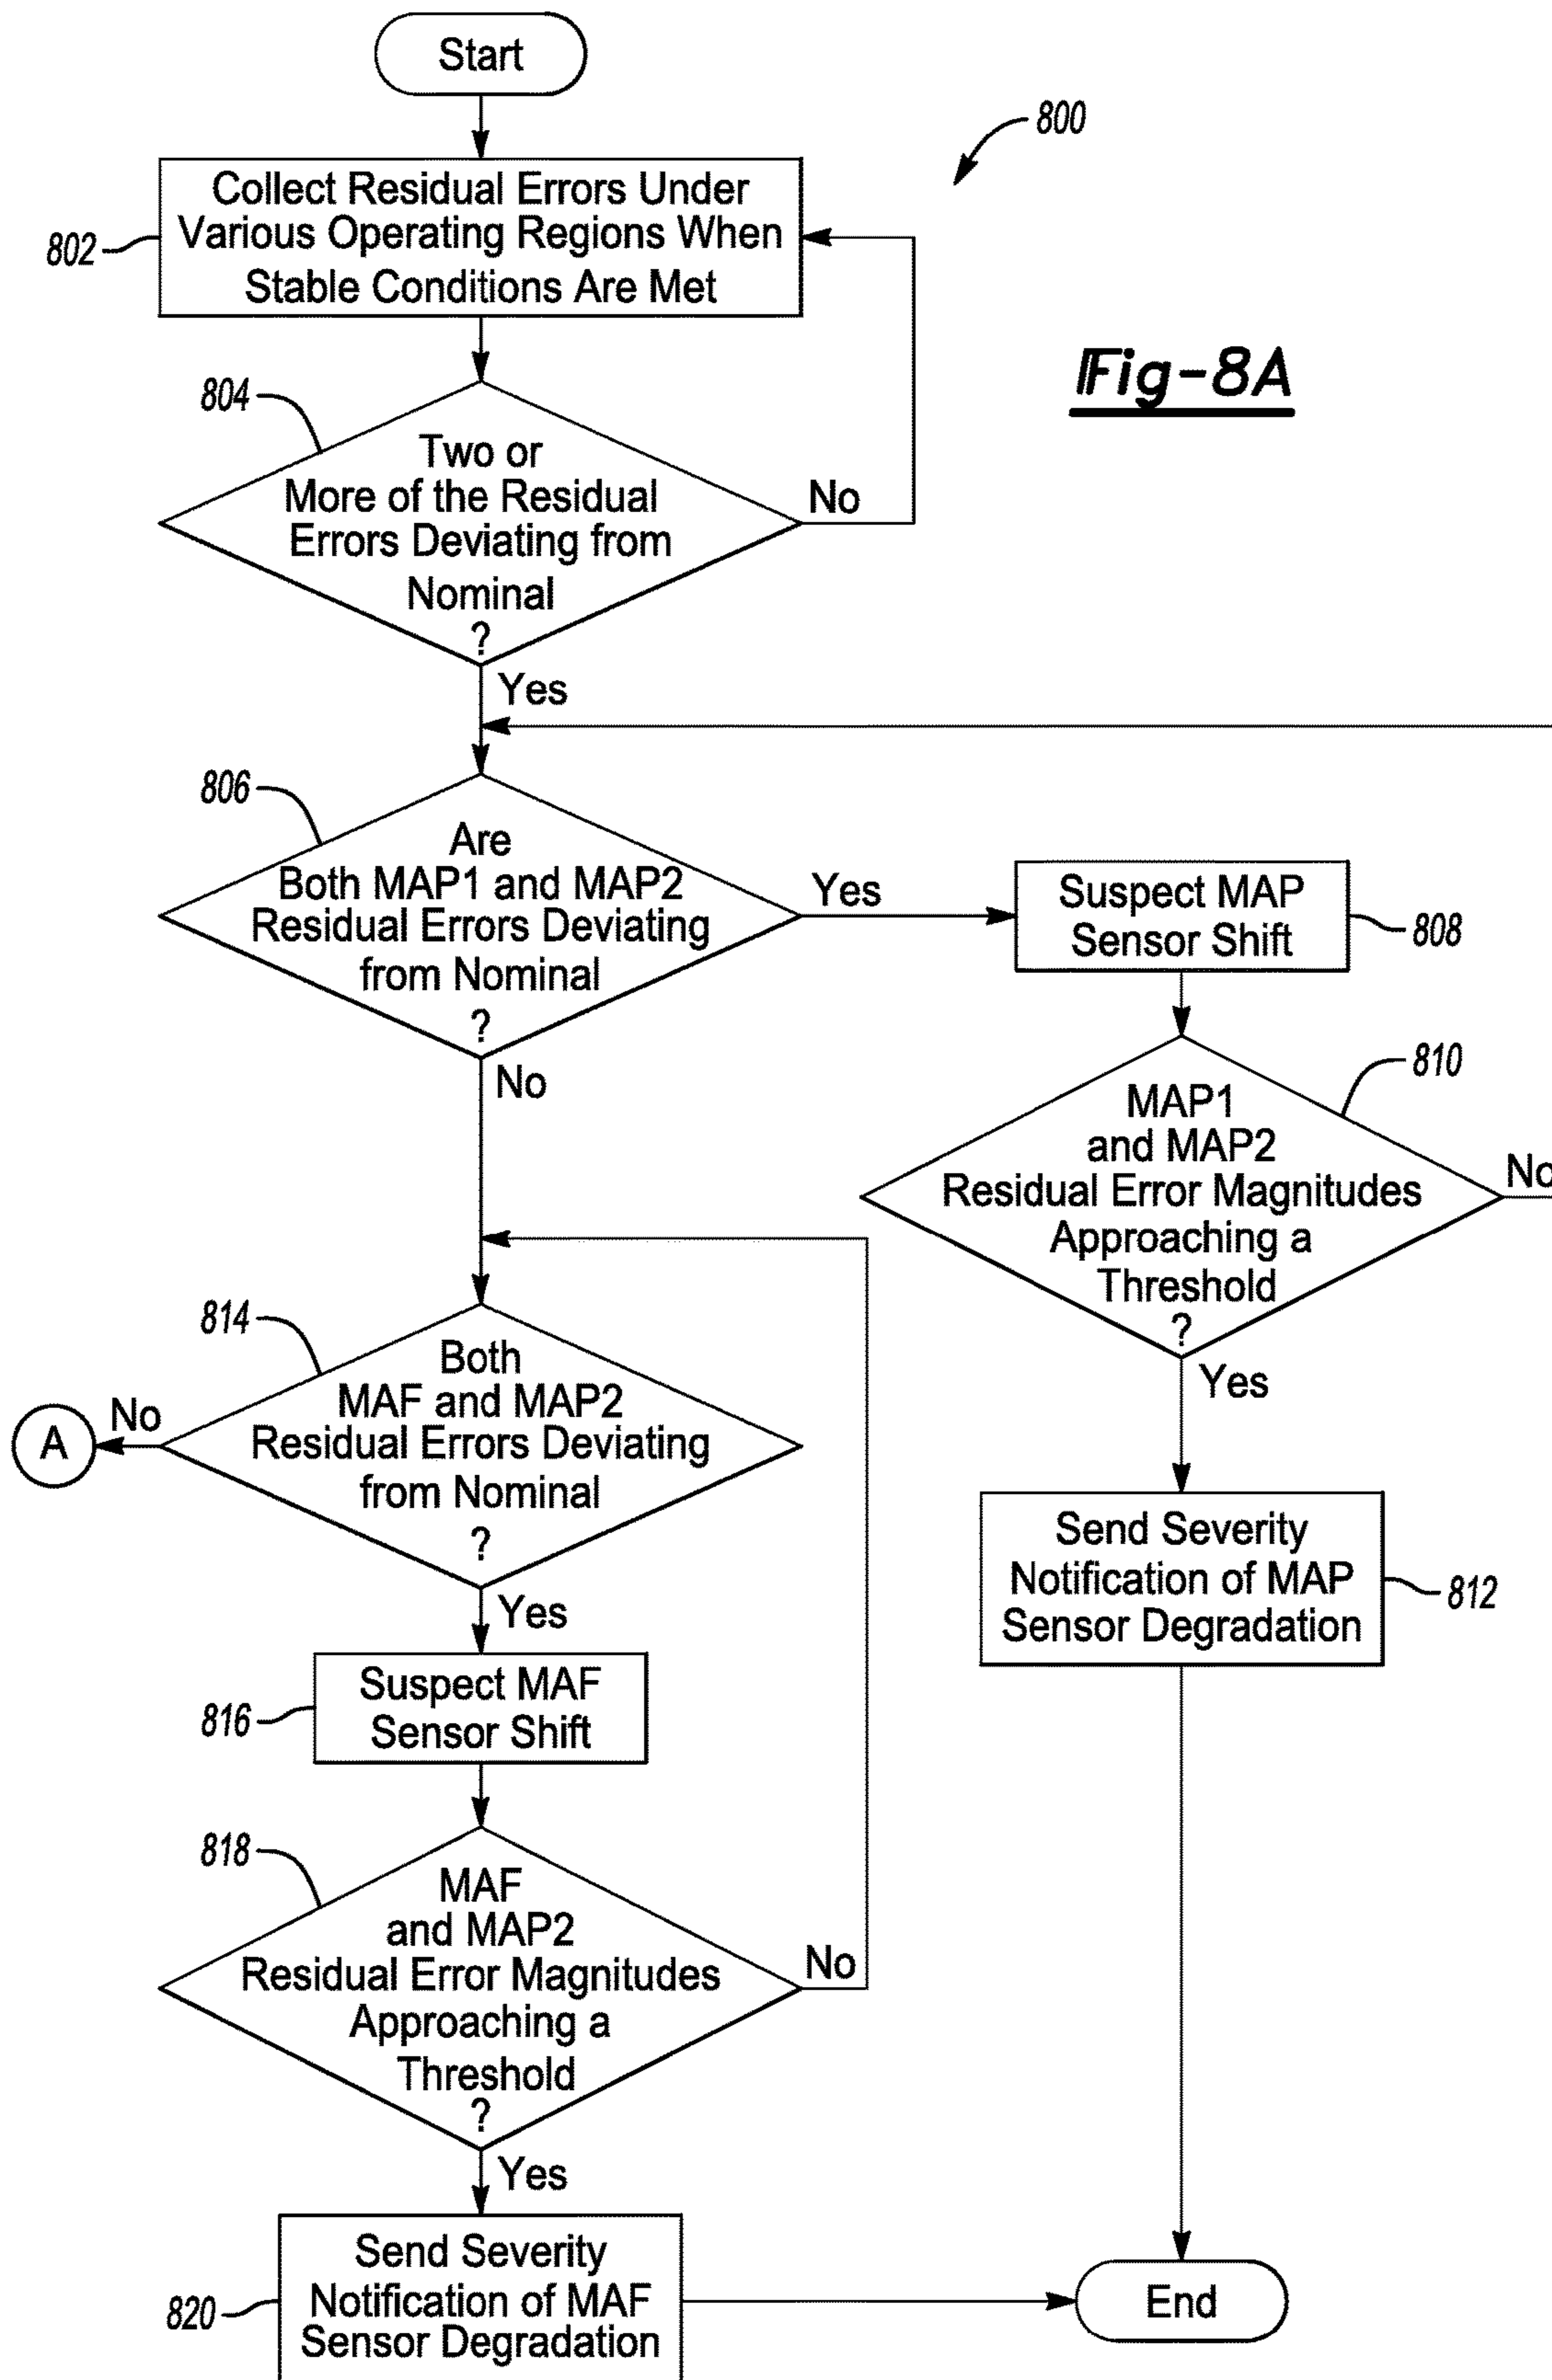 Start
800
Collect Residual Errors Under
Various Operating Regions When
Stable Conditions Are Met
802
Fig-8A
804
Two or
More of the Residual
Errors Deviating from
Nominal
?
No
Yes
806
Are
Both MAP1 and MAP2
Residual Errors Deviating
from Nominal
?
Yes
No
Suspect MAP
Sensor Shift
808
810
MAP1
and MAP2
Residual Error Magnitudes
Approaching a
Threshold
?
No
Yes
814
Both
MAF and MAP2
Residual Errors Deviating
from Nominal
?
No
A
Yes
Send Severity
Notification of MAP
Sensor Degradation
812
Suspect MAF
Sensor Shift
816
818
MAF
and MAP2
Residual Error Magnitudes
Approaching a
Threshold
?
No
Yes
Send Severity
Notification of MAF
Sensor Degradation
820
End